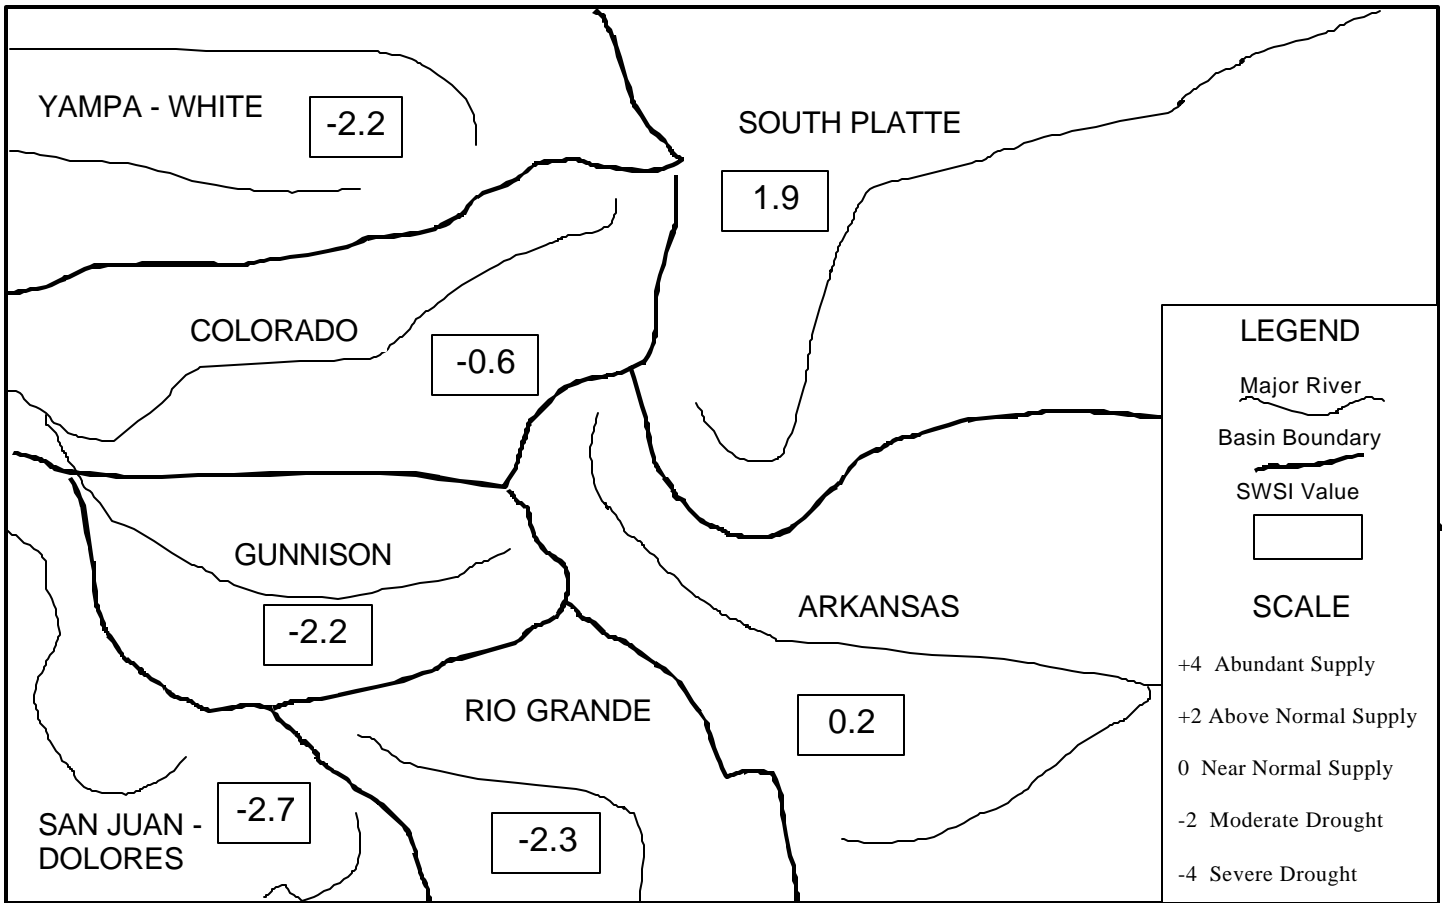 YAMPA - WHITE
-2.2
SOUTH PLATTE
1.9
COLORADO
-0.6
GUNNISON
-2.2
ARKANSAS
0.2
RIO GRANDE
-2.3
SAN JUAN -
DOLORES
-2.7
LEGEND
Major River
Basin Boundary
SWSI Value
SCALE
+4 Abundant Supply
+2 Above Normal Supply
0 Near Normal Supply
-2 Moderate Drought
-4 Severe Drought